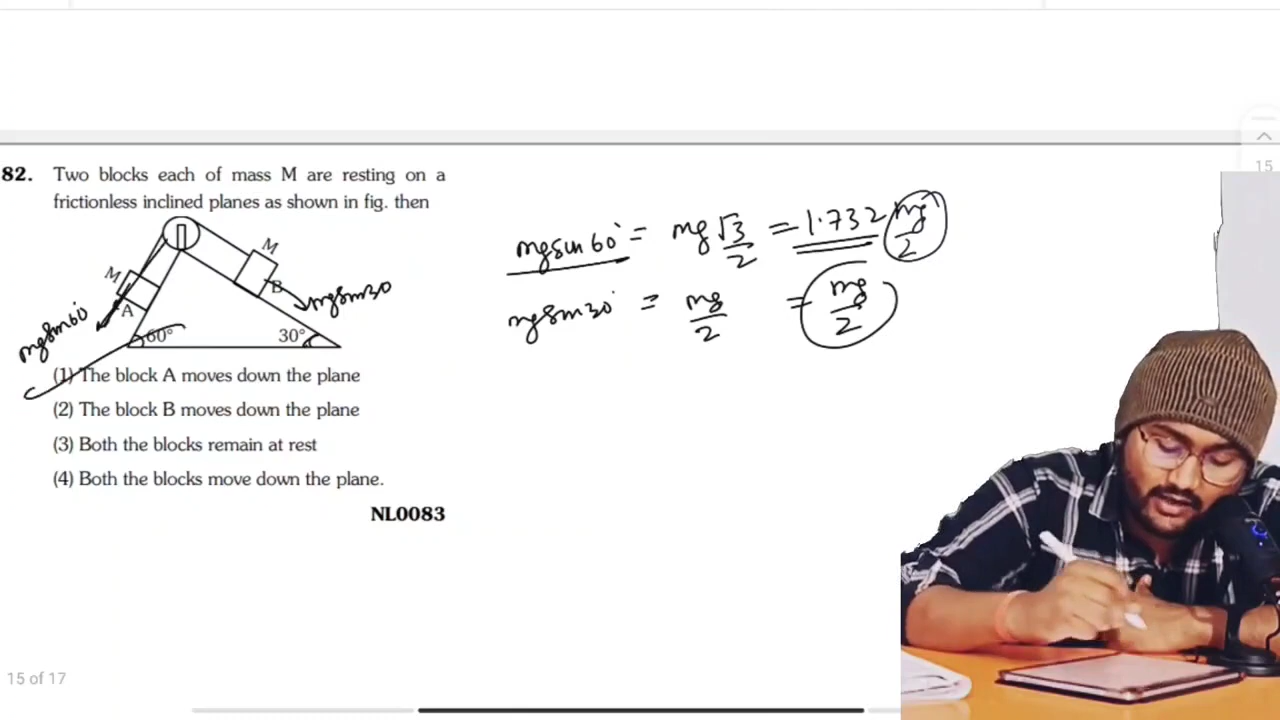 82. Two blocks each of mass M are resting on a
frictionless inclined planes as shown in fig. then
M
M
A
B
mgsin60°
mgsin30
60°
30°
(1) The block A moves down the plane
(2) The block B moves down the plane
(3) Both the blocks remain at rest
(4) Both the blocks move down the plane.
NL0083
mgsin60° = mg √3/2 = 1.732 mg/2
mgsin30° = mg/2 = mg/2
15
15 of 17